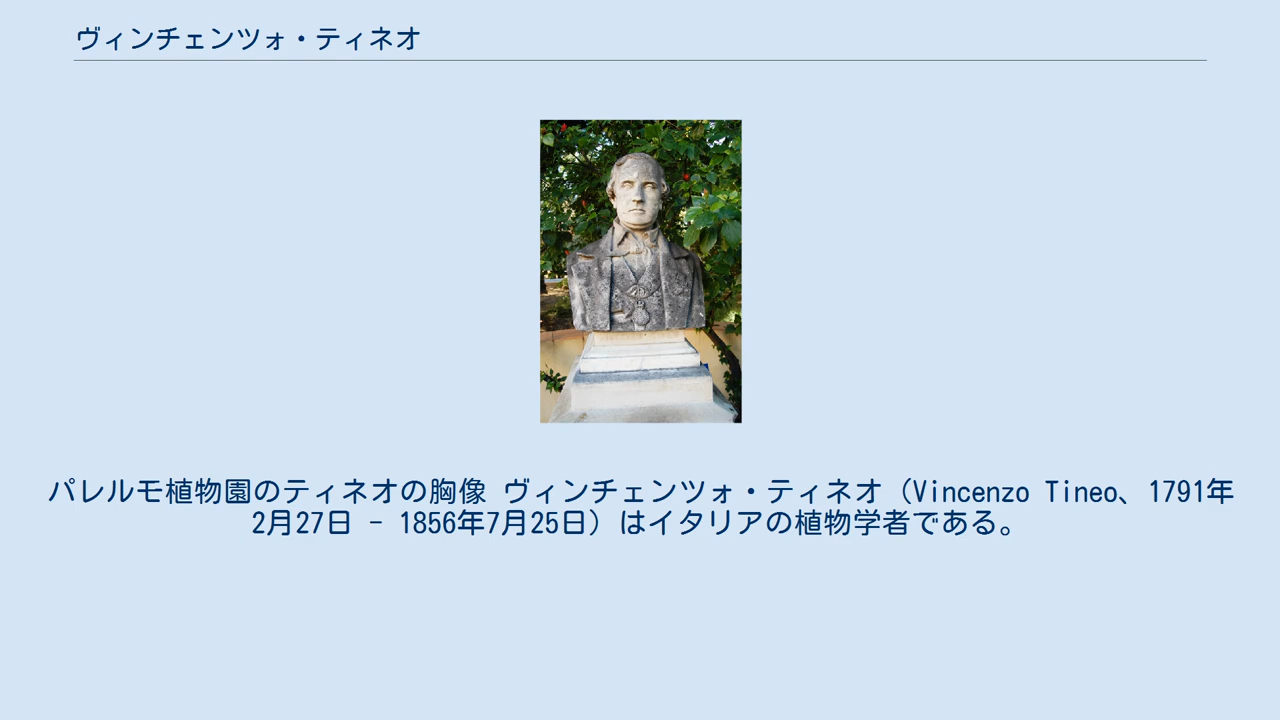 ヴィンチェンツォ・ティネオ
パレルモ植物園のティネオの胸像 ヴィンチェンツォ・ティネオ（Vincenzo Tineo、1791年
2月27日 - 1856年7月25日）はイタリアの植物学者である。